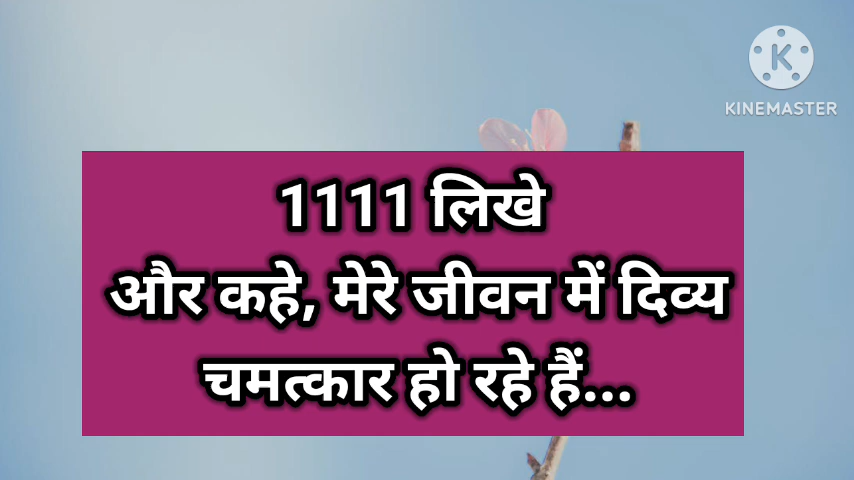 KINEMASTER
1111 लिखे
और कहे, मेरे जीवन में दिव्य
चमत्कार हो रहे हैं...